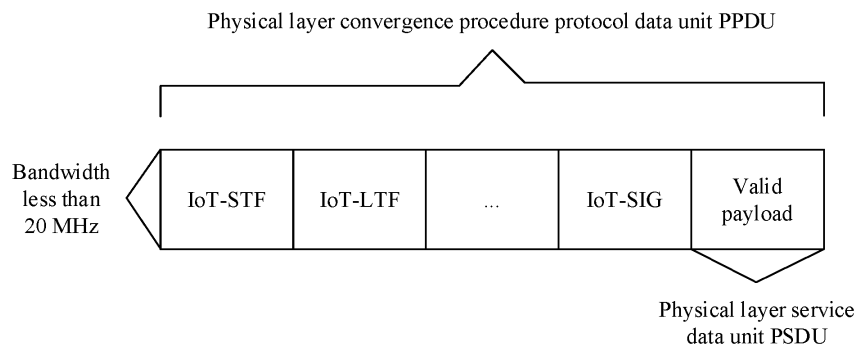 Physical layer convergence procedure protocol data unit PPDU
Bandwidth
less than
20 MHz
IoT-STF
IoT-LTF
...
IoT-SIG
Valid
payload
Physical layer service
data unit PSDU